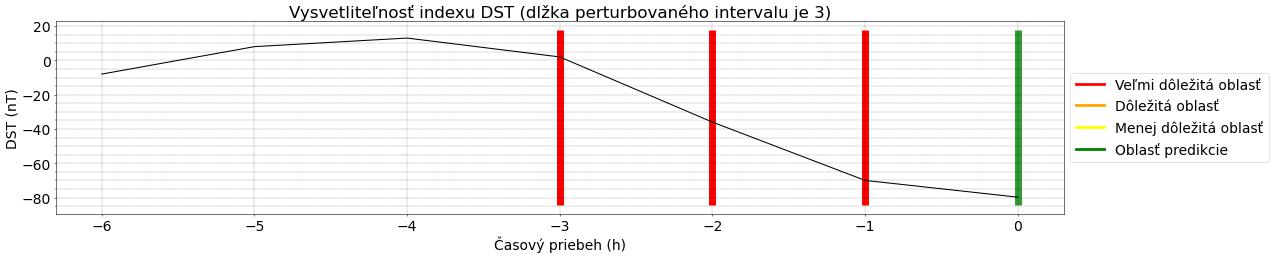 Vysvetliteľnosť indexu DST (dĺžka perturbovaného intervalu je 3)
DST (nT)
20
0
−20
−40
−60
−80
−6
−5
−4
−3
−2
−1
0
Časový priebeh (h)
Veľmi dôležitá oblasť
Dôležitá oblasť
Menej dôležitá oblasť
Oblasť predikcie